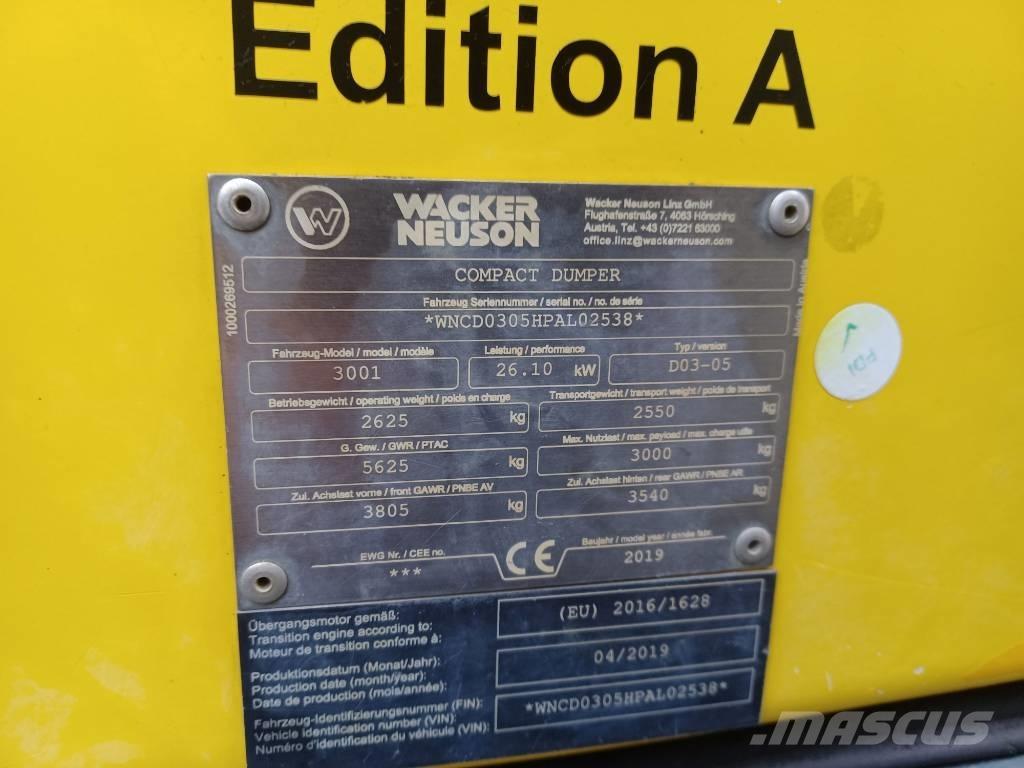 Edition A
WACKER
NEUSON
Wacker Neuson Linz GmbH
Flughafenstraße 7, 4063 Hörsching
Austria, Tel. +43 (0)7221 63000
office.linz@wackerneuson.com
1000269512
Made in Austria
COMPACT DUMPER
Fahrzeug Seriennummer / serial no. / no. de série
*WNCD0305HPAL02538*
Fahrzeug-Model / model / modèle
3001
Leistung / performance
26.10 kW
Typ / version
D03-05
Betriebsgewicht / operating weight / poids en charge
2625 kg
Transportgewicht / transport weight / poids de transport
2550 kg
G. Gew. / GWR / PTAC
5625 kg
Max. Nutzlast / max. payload / max. charge utile
3000 kg
Zul. Achslast vorne / front GAWR / PNBE AV
3805 kg
Zul. Achslast hinten / rear GAWR / PNBE AR
3540 kg
EWG Nr. / CEE no.
***
CE
Baujahr / model year / année fabr.
2019
PDI
Übergangsmotor gemäß:
Transition engine according to:
Moteur de transition conforme à:
(EU) 2016/1628
Produktionsdatum (Monat/Jahr):
Production date (month/year):
Date de production (mois/année):
04/2019
Fahrzeug-Identifizierungsnummer (FIN):
Vehicle identification number (VIN):
Numéro d'identification du véhicule (VIN):
*WNCD0305HPAL02538*
MASCUS